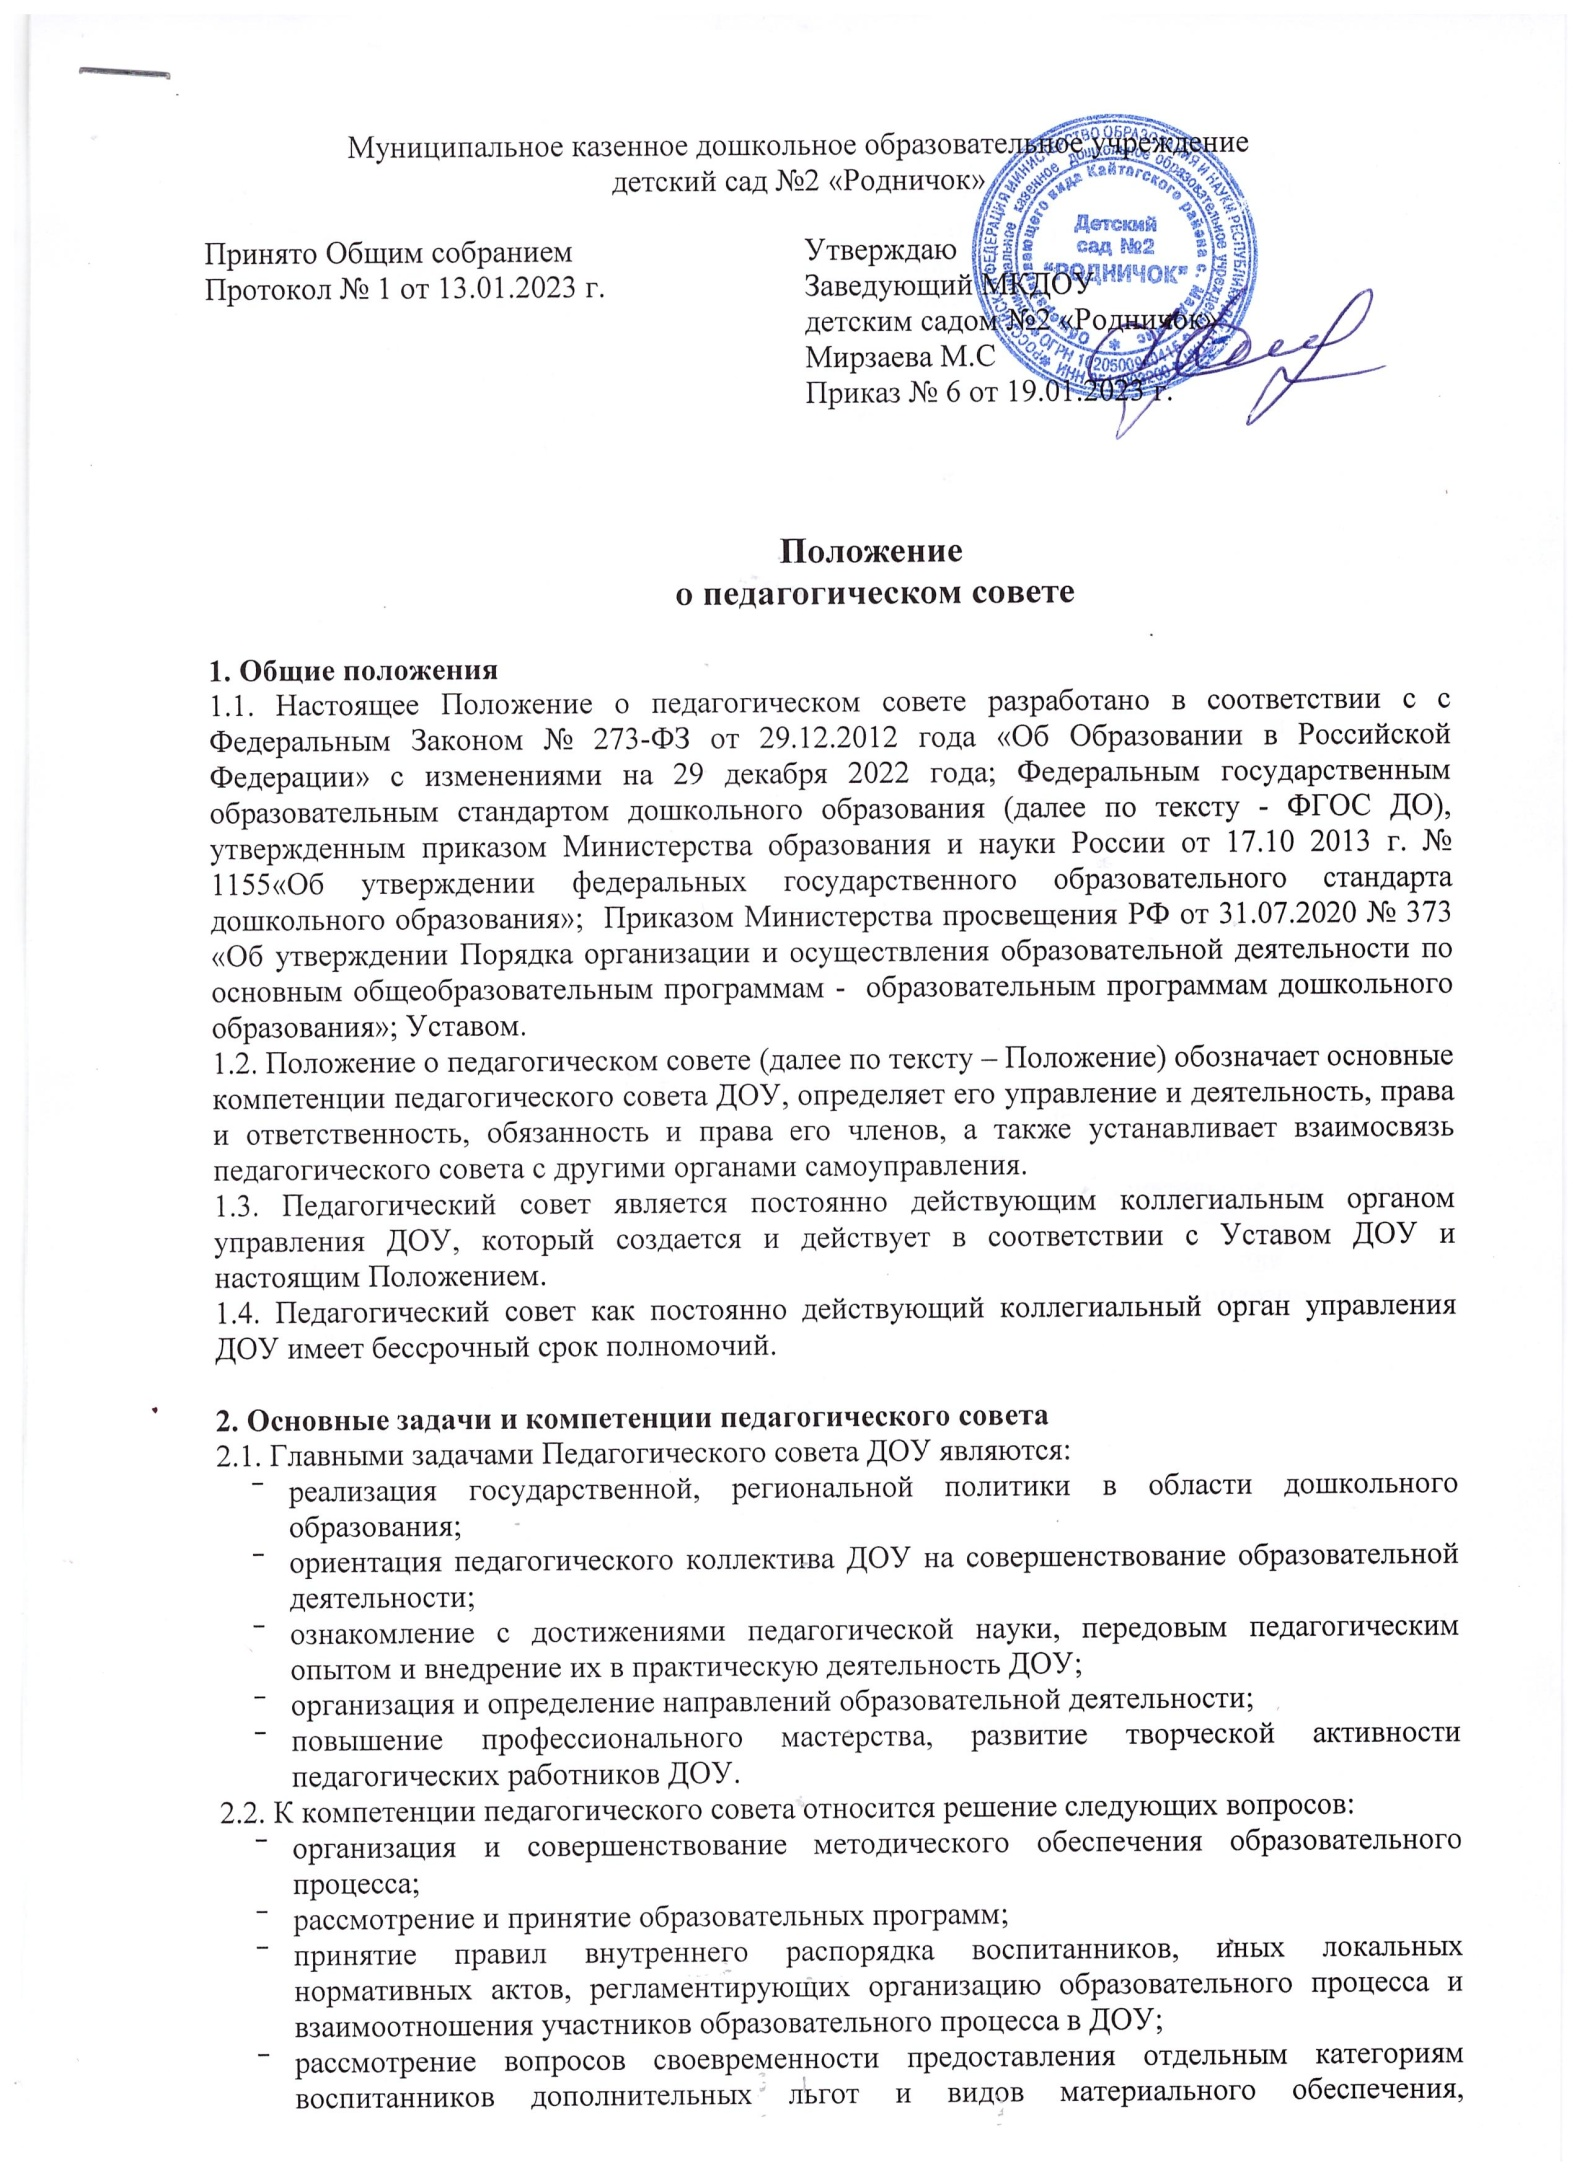 Муниципальное казенное дошкольное образовательное учреждение
детский сад №2 «Родничок»
Принято Общим собранием
Протокол № 1 от 13.01.2023 г.
Утверждаю
Заведующий МКДОУ
детским садом №2 «Родничок»
Мирзаева М.С
Приказ № 6 от 19.01.2023 г.
Детский
сад №2
"РОДНИЧОК"
Положение
о педагогическом совете
1. Общие положения
1.1. Настоящее Положение о педагогическом совете разработано в соответствии с с
Федеральным Законом № 273-ФЗ от 29.12.2012 года «Об Образовании в Российской
Федерации» с изменениями на 29 декабря 2022 года; Федеральным государственным
образовательным стандартом дошкольного образования (далее по тексту - ФГОС ДО),
утвержденным приказом Министерства образования и науки России от 17.10 2013 г. №
1155«Об утверждении федеральных государственного образовательного стандарта
дошкольного образования»; Приказом Министерства просвещения РФ от 31.07.2020 № 373
«Об утверждении Порядка организации и осуществления образовательной деятельности по
основным общеобразовательным программам - образовательным программам дошкольного
образования»; Уставом.
1.2. Положение о педагогическом совете (далее по тексту – Положение) обозначает основные
компетенции педагогического совета ДОУ, определяет его управление и деятельность, права
и ответственность, обязанность и права его членов, а также устанавливает взаимосвязь
педагогического совета с другими органами самоуправления.
1.3. Педагогический совет является постоянно действующим коллегиальным органом
управления ДОУ, который создается и действует в соответствии с Уставом ДОУ и
настоящим Положением.
1.4. Педагогический совет как постоянно действующий коллегиальный орган управления
ДОУ имеет бессрочный срок полномочий.
2. Основные задачи и компетенции педагогического совета
2.1. Главными задачами Педагогического совета ДОУ являются:
- реализация государственной, региональной политики в области дошкольного
образования;
- ориентация педагогического коллектива ДОУ на совершенствование образовательной
деятельности;
- ознакомление с достижениями педагогической науки, передовым педагогическим
опытом и внедрение их в практическую деятельность ДОУ;
- организация и определение направлений образовательной деятельности;
- повышение профессионального мастерства, развитие творческой активности
педагогических работников ДОУ.
2.2. К компетенции педагогического совета относится решение следующих вопросов:
- организация и совершенствование методического обеспечения образовательного
процесса;
- рассмотрение и принятие образовательных программ;
- принятие правил внутреннего распорядка воспитанников, иных локальных
нормативных актов, регламентирующих организацию образовательного процесса и
взаимоотношения участников образовательного процесса в ДОУ;
- рассмотрение вопросов своевременности предоставления отдельным категориям
воспитанников дополнительных льгот и видов материального обеспечения,